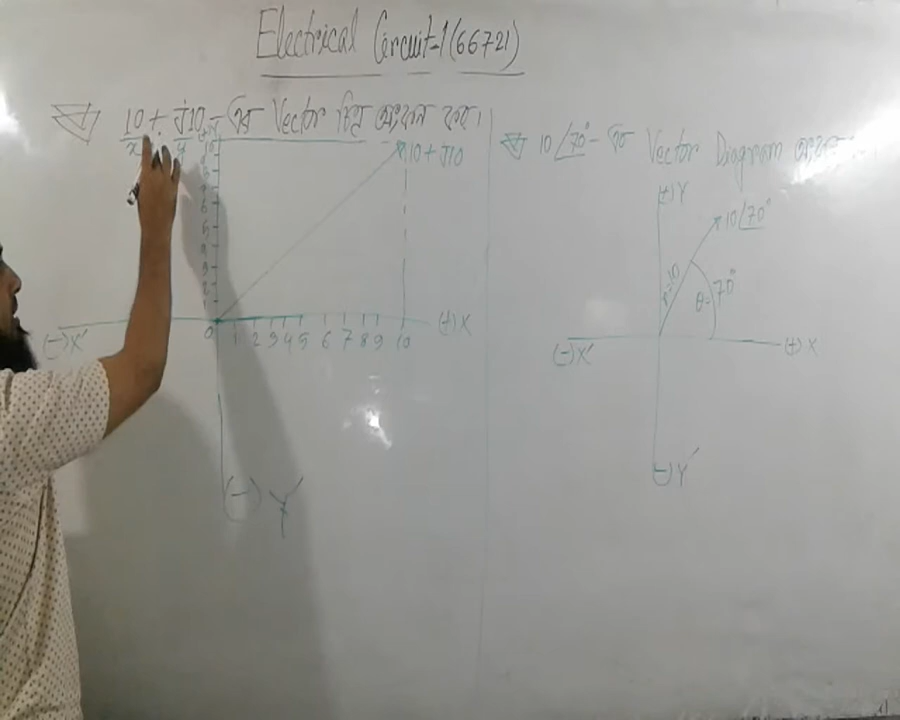 Electrical Circuit-1(66721)
10 + J10 - এর Vector চিত্র অংকন কর।
x y
10+J10
0 1 2 3 4 5 6 7 8 9 10
(+) X
(-) X'
(-) Y
10∠70° - এর Vector Diagram
(+) Y
10∠70°
r=10
θ=70°
(-) X'
(+) X
(-) Y'